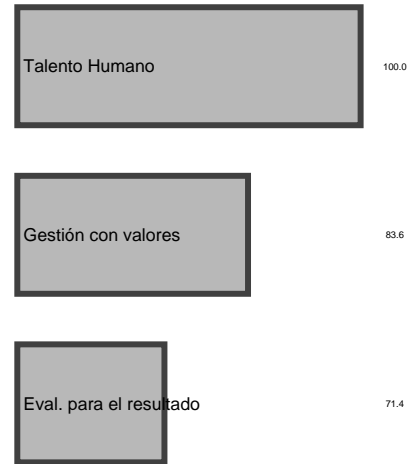 Talento Humano 100.0
Gestión con valores 83.6
Eval. para el resultado 71.4